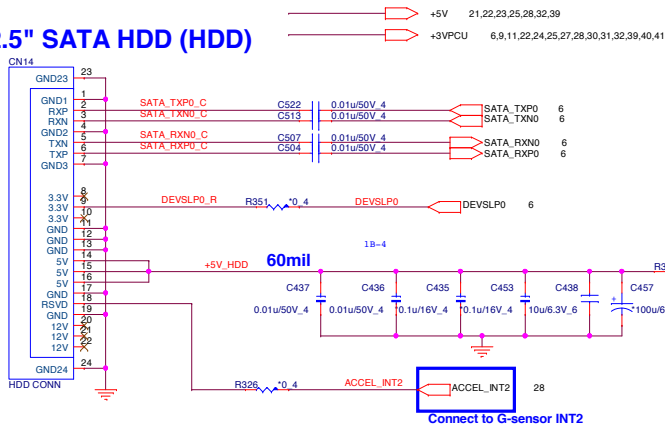 +5V 21,22,23,25,28,32,39
+3VPCU 6,9,11,22,24,25,27,28,30,31,32,39,40,41
2.5" SATA HDD (HDD)
CN14
GND23 23
GND1 1
RXP 2 SATA_TXP0_C C522 0.01u/50V_4 SATA_TXP0 6
RXN 3 SATA_TXN0_C C513 0.01u/50V_4 SATA_TXN0 6
GND2 4
TXN 5 SATA_RXN0_C C507 0.01u/50V_4 SATA_RXN0 6
TXP 6 SATA_RXP0_C C504 0.01u/50V_4 SATA_RXP0 6
GND3 7
3.3V 8
3.3V 9 DEVSLP0_R R351 *0_4 DEVSLP0 DEVSLP0 6
3.3V 10
GND 11
GND 12
GND 13
1B-4
5V 14
5V 15 +5V_HDD 60mil R3
5V 16
GND 17
C437 C436 C435 C453 C438 C457
RSVD 18
GND 19
0.01u/50V_4 0.01u/50V_4 *0.1u/16V_4 *0.1u/16V_4 10u/6.3V_6 + *100u/6
12V 20
12V 21
12V 22
GND24 24
HDD CONN
R326 *0_4 ACCEL_INT2 ACCEL_INT2 28
Connect to G-sensor INT2